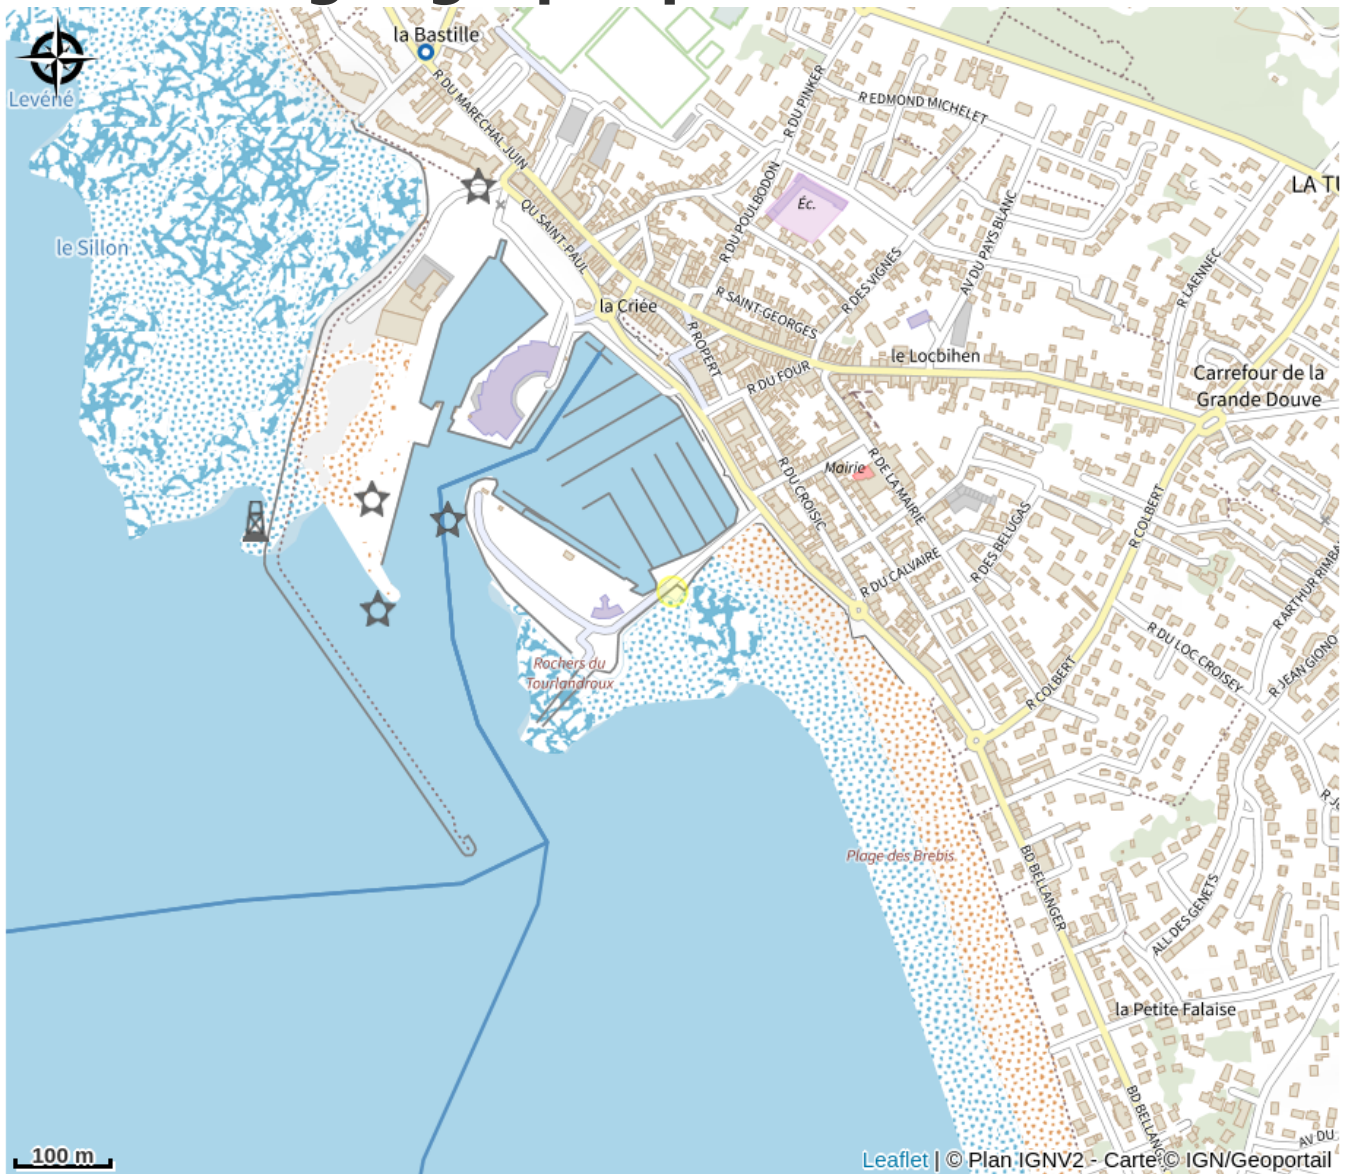 la Bastille
Levéné
R DU MARECHAL JUIN
R DU PINKER
R EDMOND MICHELET
LA TU
Éc.
QU SAINT-PAUL
R DU POULBODON
AV DU PAYS BLANC
le Sillon
R DES VIGNES
R LAENNEC
la Criée
R SAINT-GEORGES
R ROPERT
le Locbihen
R DU FOUR
Carrefour de la
Grande Douve
Mairie
R DU CROISIC
R DE LA MAIRIE
R DES BELUGAS
R COLBERT
R DU CALVAIRE
R ARTHUR RIMBA
R DU LOC CROISEY
R JEAN GIONO
Rochers du
Tourlandroux
R COLBERT
Plage des Brebis
BD BELLANGER
ALL DES GENETS
la Petite Falaise
BD BELLANG
AV DU
100 m
Leaflet | © Plan IGNV2 - Carte © IGN/Geoportail